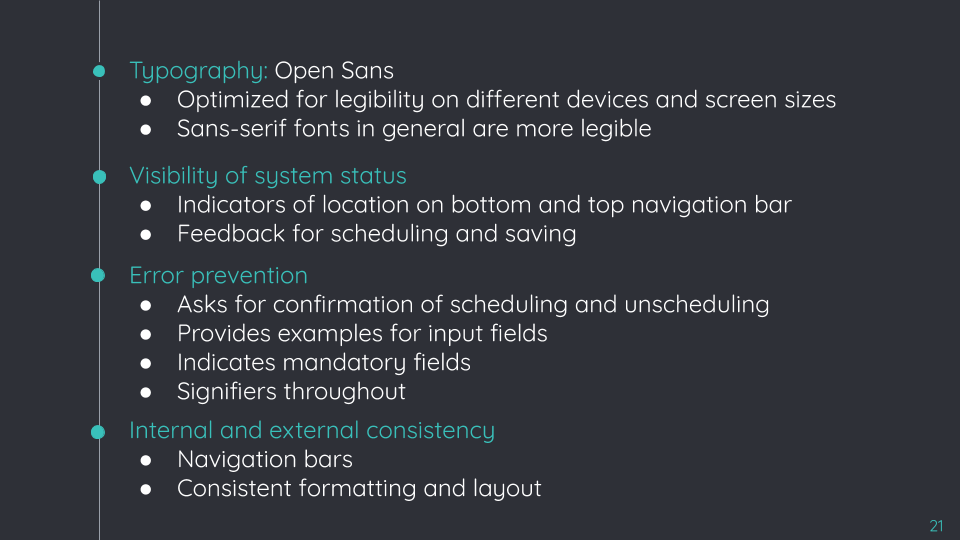 Typography: Open Sans
● Optimized for legibility on different devices and screen sizes
● Sans-serif fonts in general are more legible
Visibility of system status
● Indicators of location on bottom and top navigation bar
● Feedback for scheduling and saving
Error prevention
● Asks for confirmation of scheduling and unscheduling
● Provides examples for input fields
● Indicates mandatory fields
● Signifiers throughout
Internal and external consistency
● Navigation bars
● Consistent formatting and layout
21